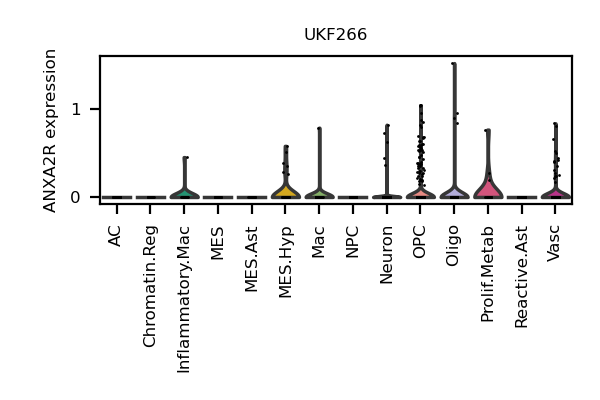 UKF266
ANXA2R expression
1
0
AC
Chromatin.Reg
Inflammatory.Mac
MES
MES.Ast
MES.Hyp
Mac
NPC
Neuron
OPC
Oligo
Prolif.Metab
Reactive.Ast
Vasc